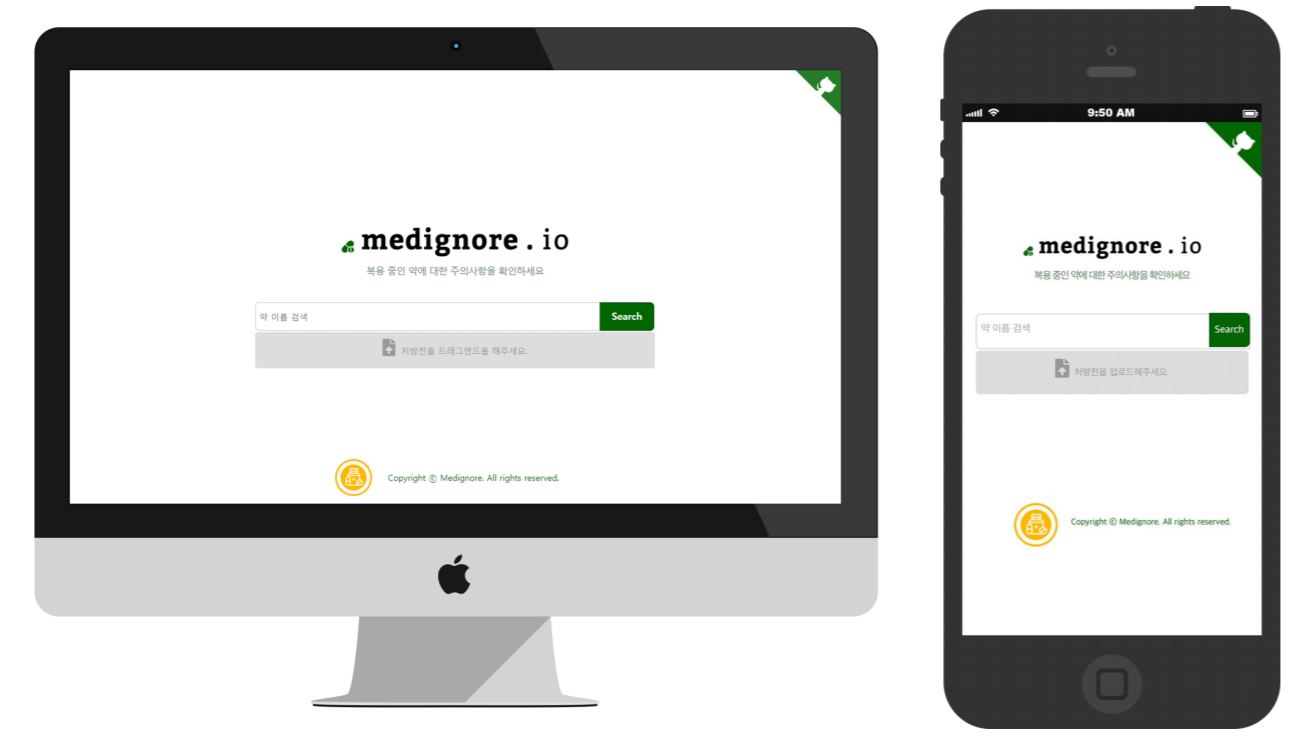 medignore . io
복용 중인 약에 대한 주의사항을 확인하세요
약 이름 검색
Search
처방전을 드래그앤드롭 해주세요.
Copyright ⓒ Medignore. All rights reserved.
9:50 AM
medignore . io
복용 중인 약에 대한 주의사항을 확인하세요
약 이름 검색
Search
처방전을 업로드해주세요.
Copyright ⓒ Medignore. All rights reserved.